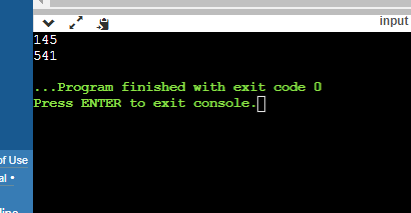 input
145
541
...Program finished with exit code 0
Press ENTER to exit console.
of Use
al •